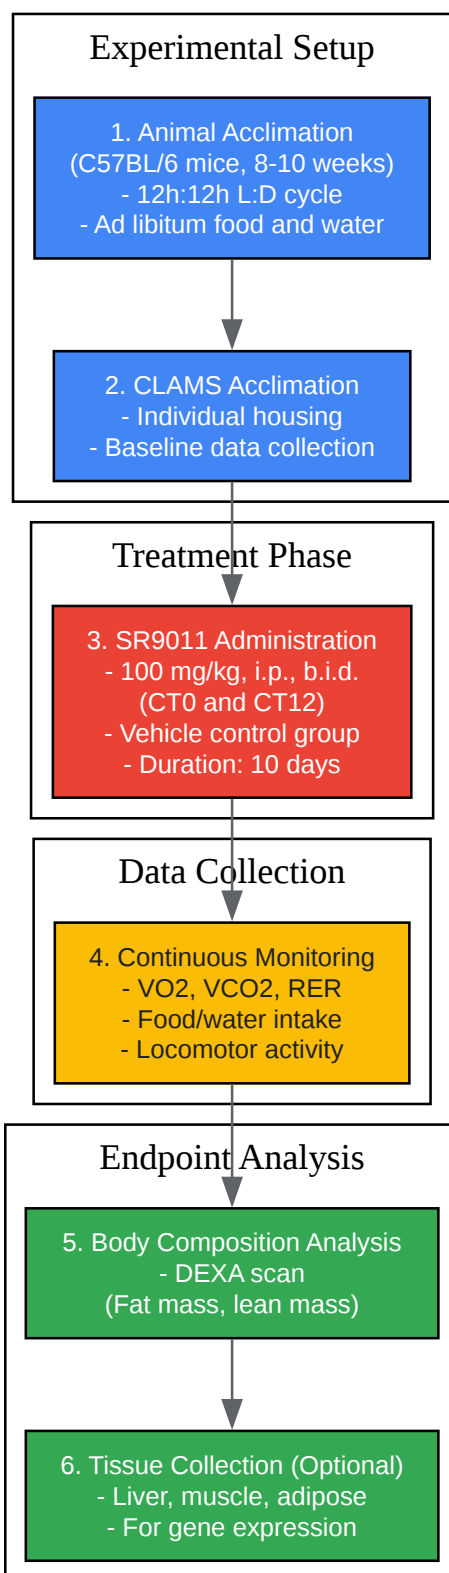 Experimental Setup
1. Animal Acclimation
(C57BL/6 mice, 8-10 weeks)
- 12h:12h L:D cycle
- Ad libitum food and water
2. CLAMS Acclimation
- Individual housing
- Baseline data collection
Treatment Phase
3. SR9011 Administration
- 100 mg/kg, i.p., b.i.d.
(CT0 and CT12)
- Vehicle control group
- Duration: 10 days
Data Collection
4. Continuous Monitoring
- VO2, VCO2, RER
- Food/water intake
- Locomotor activity
Endpoint Analysis
5. Body Composition Analysis
- DEXA scan
(Fat mass, lean mass)
6. Tissue Collection (Optional)
- Liver, muscle, adipose
- For gene expression